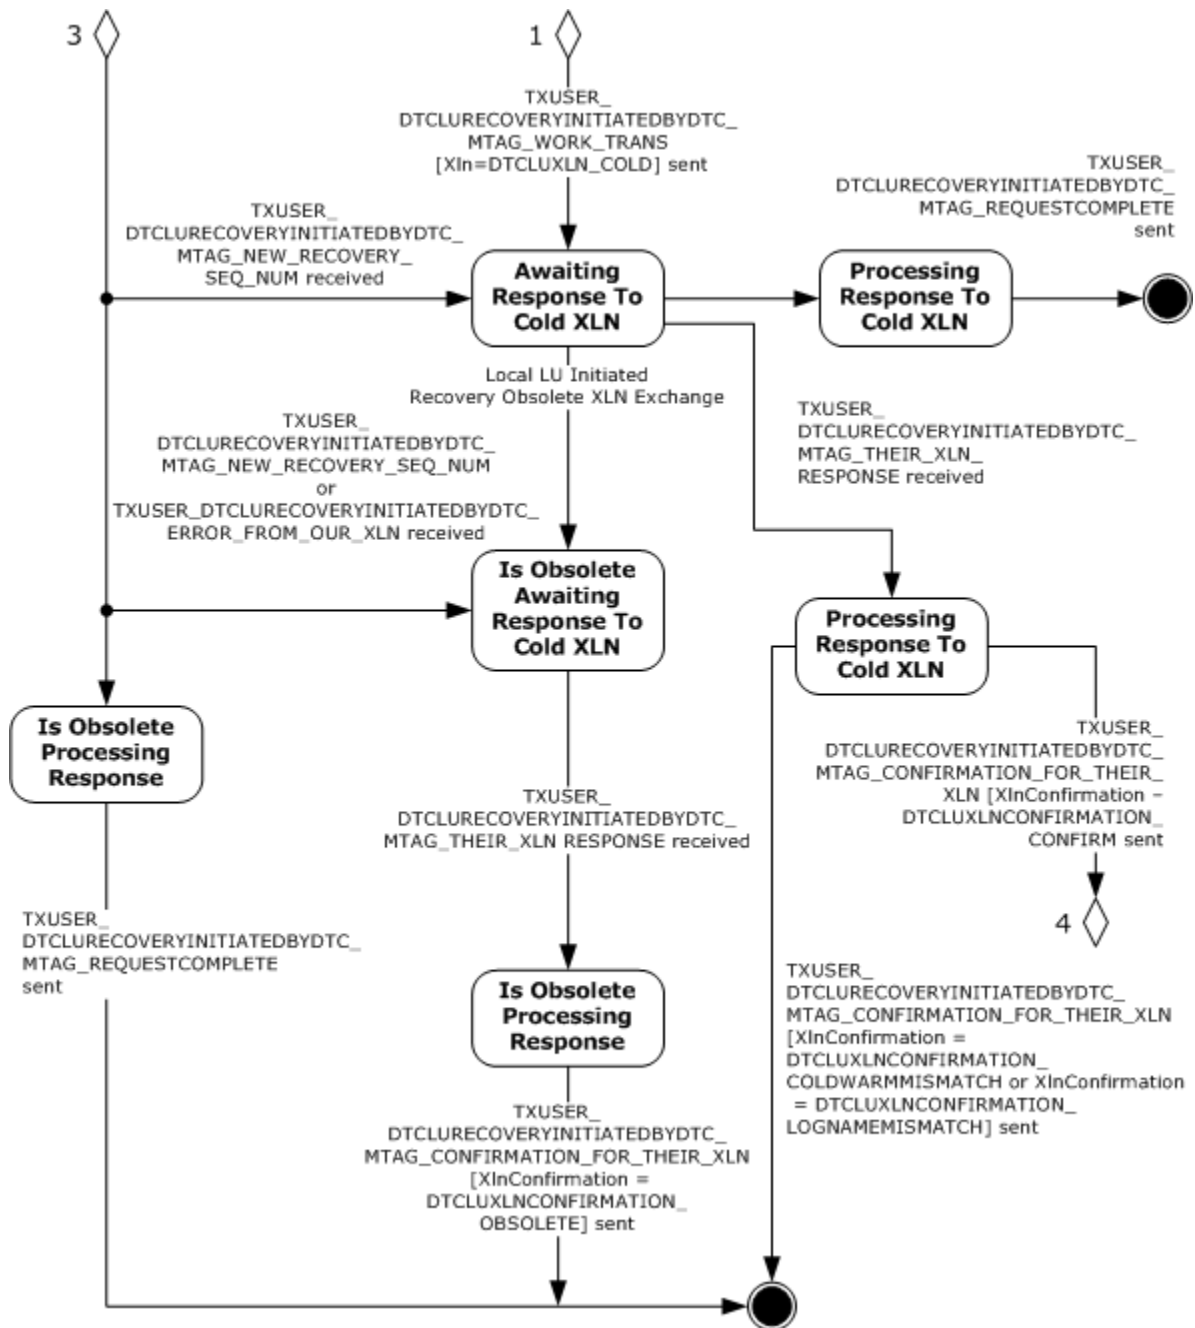 3
1
TXUSER_
DTCLURECOVERYINITIATEDBYDTC_
MTAG_WORK_TRANS
[Xln=DTCLUXLN_COLD] sent
TXUSER_
DTCLURECOVERYINITIATEDBYDTC_
MTAG_REQUESTCOMPLETE
sent
TXUSER_
DTCLURECOVERYINITIATEDBYDTC_
MTAG_NEW_RECOVERY_
SEQ_NUM received
Awaiting
Response To
Cold XLN
Processing
Response To
Cold XLN
Local LU Initiated
Recovery Obsolete XLN Exchange
TXUSER_
DTCLURECOVERYINITIATEDBYDTC_
MTAG_THEIR_XLN_
RESPONSE received
TXUSER_
DTCLURECOVERYINITIATEDBYDTC_
MTAG_NEW_RECOVERY_SEQ_NUM
or
TXUSER_DTCLURECOVERYINITIATEDBYDTC_
ERROR_FROM_OUR_XLN received
Is Obsolete
Awaiting
Response To
Cold XLN
Processing
Response To
Cold XLN
Is Obsolete
Processing
Response
TXUSER_
DTCLURECOVERYINITIATEDBYDTC_
MTAG_CONFIRMATION_FOR_THEIR_
XLN [XlnConfirmation –
DTCLUXLNCONFIRMATION_
CONFIRM sent
TXUSER_
DTCLURECOVERYINITIATEDBYDTC_
MTAG_THEIR_XLN RESPONSE received
4
TXUSER_
DTCLURECOVERYINITIATEDBYDTC_
MTAG_REQUESTCOMPLETE
sent
TXUSER_
DTCLURECOVERYINITIATEDBYDTC_
MTAG_CONFIRMATION_FOR_THEIR_XLN
[XlnConfirmation =
DTCLUXLNCONFIRMATION_
COLDWARMMISMATCH or XlnConfirmation
= DTCLUXLNCONFIRMATION_
LOGNAMEMISMATCH] sent
Is Obsolete
Processing
Response
TXUSER_
DTCLURECOVERYINITIATEDBYDTC_
MTAG_CONFIRMATION_FOR_THEIR_XLN
[XlnConfirmation =
DTCLUXLNCONFIRMATION_
OBSOLETE] sent